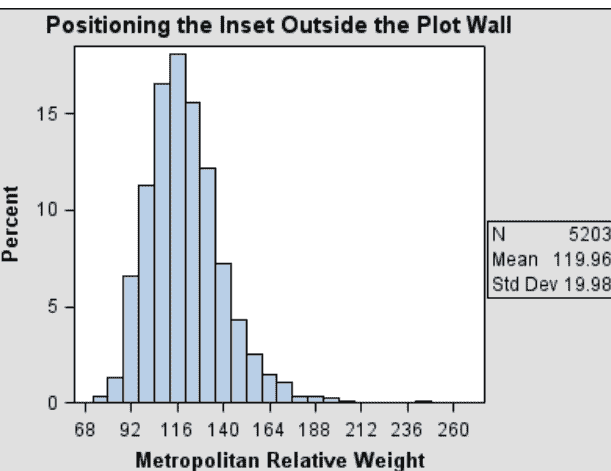 Positioning the Inset Outside the Plot Wall
15
10
5
0
Percent
N 5203
Mean 119.96
Std Dev 19.98
68 92 116 140 164 188 212 236 260
Metropolitan Relative Weight